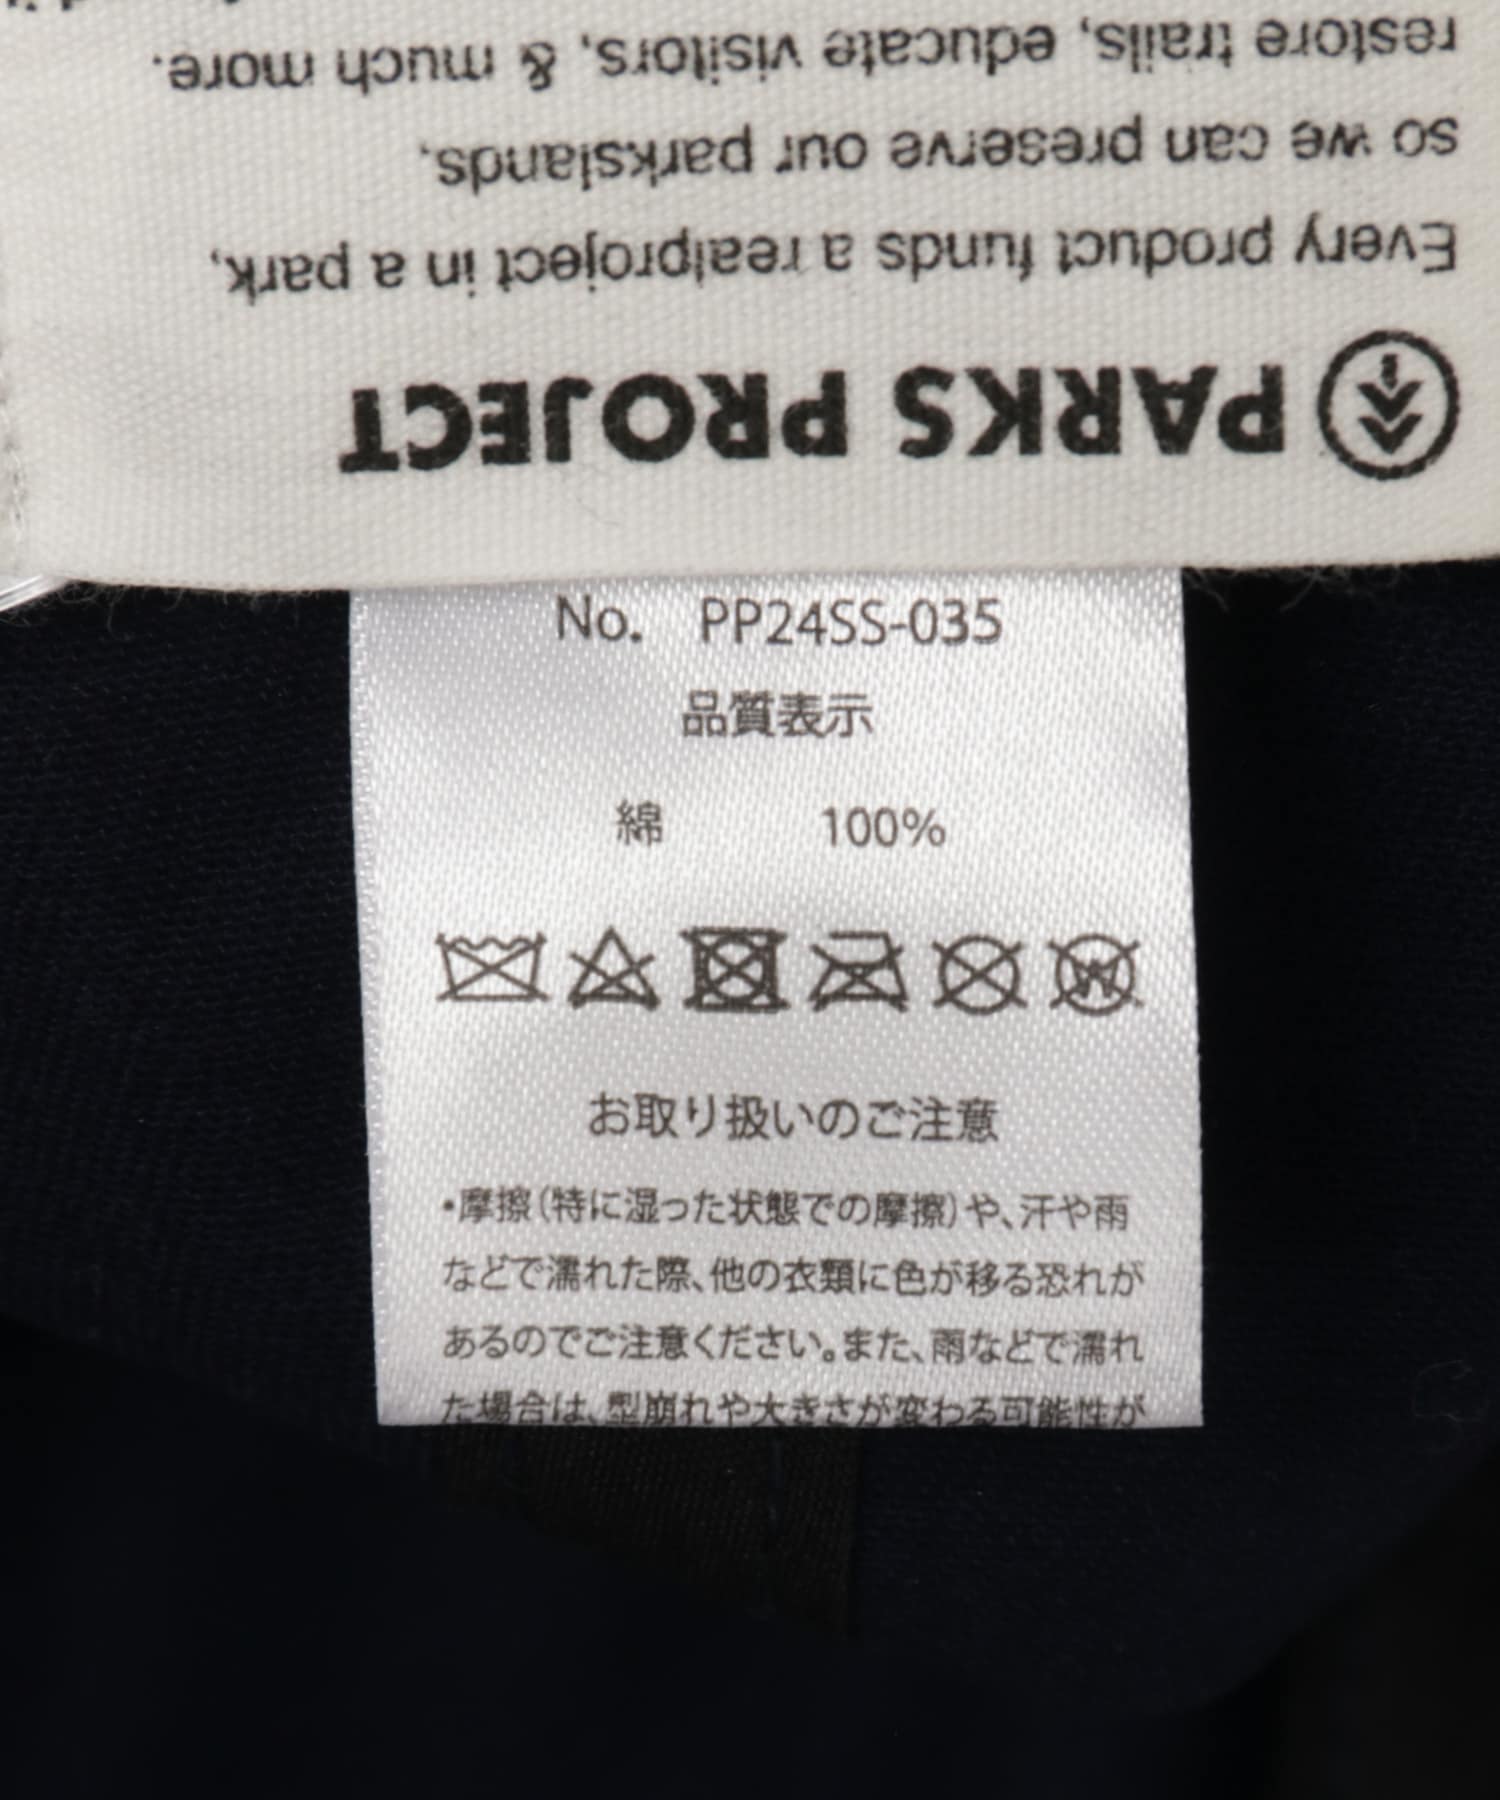 PARKS PROJECT
Every product funds a realproject in a park,
so we can preserve our parkslands,
restore trails, educate visitors, & much more.
No. PP24SS-035
品質表示
綿 100%
お取り扱いのご注意
・摩擦(特に湿った状態での摩擦)や、汗や雨
などで濡れた際、他の衣類に色が移る恐れが
あるのでご注意ください。また、雨などで濡れ
た場合は、型崩れや大きさが変わる可能性が